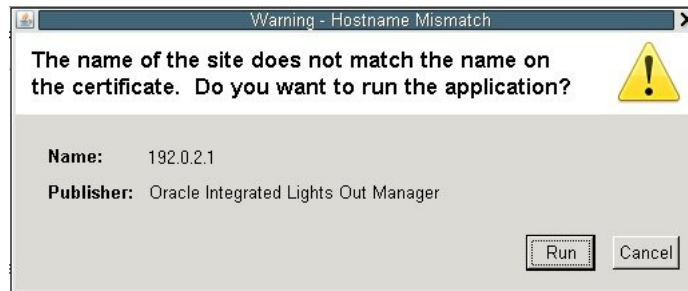 Warning - Hostname Mismatch
The name of the site does not match the name on
the certificate. Do you want to run the application?
Name: 192.0.2.1
Publisher: Oracle Integrated Lights Out Manager
Run Cancel